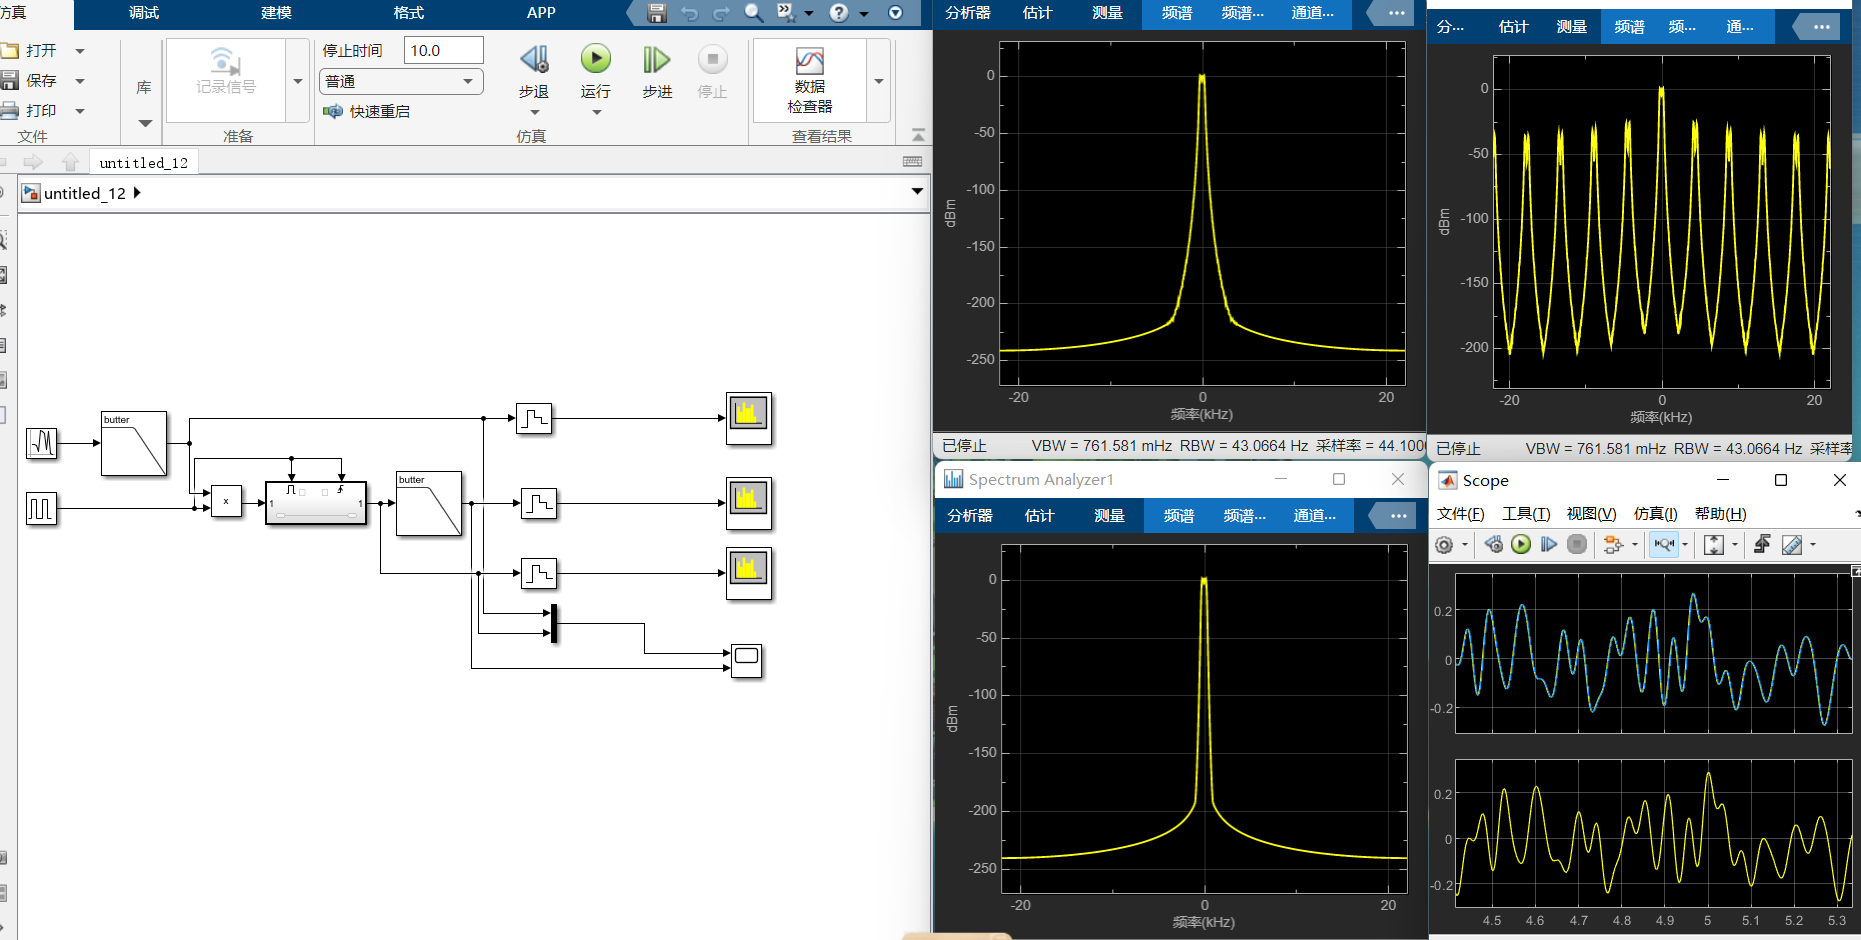 仿真 调试 建模 格式 APP
打开
保存
打印
文件
库
记录信号
准备
停止时间 10.0
普通
快速重启
步退 运行 步进 停止
仿真
数据
检查器
查看结果
untitled_12
untitled_12
butter
x
1 1
butter
分析器 估计 测量 频谱 频谱... 通道... ...
0
-50
-100
-150
-200
-250
dBm
-20 0 20
频率(kHz)
已停止 VBW = 761.581 mHz RBW = 43.0664 Hz 采样率 = 44.100
分... 估计 测量 频谱 频... 通... ...
0
-50
-100
-150
-200
dBm
-20 0 20
频率(kHz)
已停止 VBW = 761.581 mHz RBW = 43.0664 Hz 采样率
Spectrum Analyzer1
分析器 估计 测量 频谱 频谱... 通道... ...
0
-50
-100
-150
-200
-250
dBm
-20 0 20
频率(kHz)
Scope
文件(F) 工具(T) 视图(V) 仿真(I) 帮助(H)
0.2
0
-0.2
0.2
0
-0.2
4.5 4.6 4.7 4.8 4.9 5 5.1 5.2 5.3